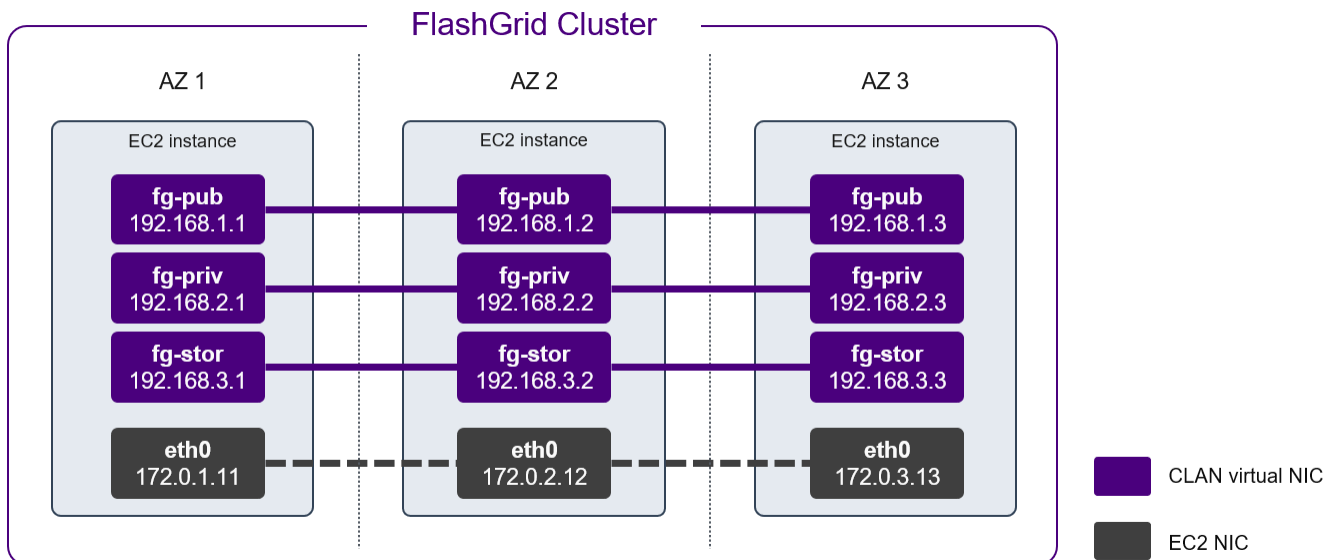 FlashGrid Cluster
AZ 1
AZ 2
AZ 3
EC2 instance
EC2 instance
EC2 instance
fg-pub
192.168.1.1
fg-pub
192.168.1.2
fg-pub
192.168.1.3
fg-priv
192.168.2.1
fg-priv
192.168.2.2
fg-priv
192.168.2.3
fg-stor
192.168.3.1
fg-stor
192.168.3.2
fg-stor
192.168.3.3
eth0
172.0.1.11
eth0
172.0.2.12
eth0
172.0.3.13
CLAN virtual NIC
EC2 NIC